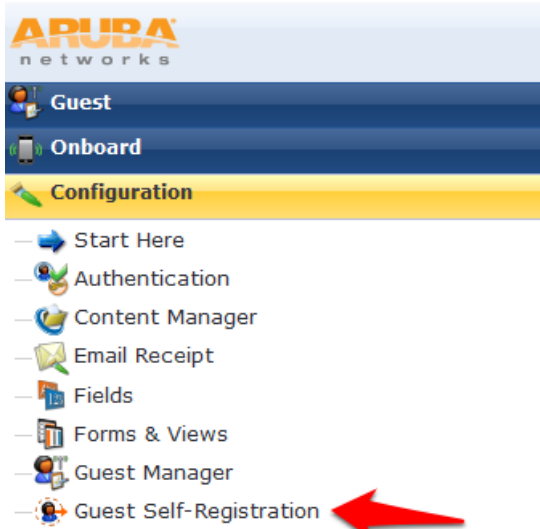 ARUBA
networks
Guest
Onboard
Configuration
Start Here
Authentication
Content Manager
Email Receipt
Fields
Forms & Views
Guest Manager
Guest Self-Registration